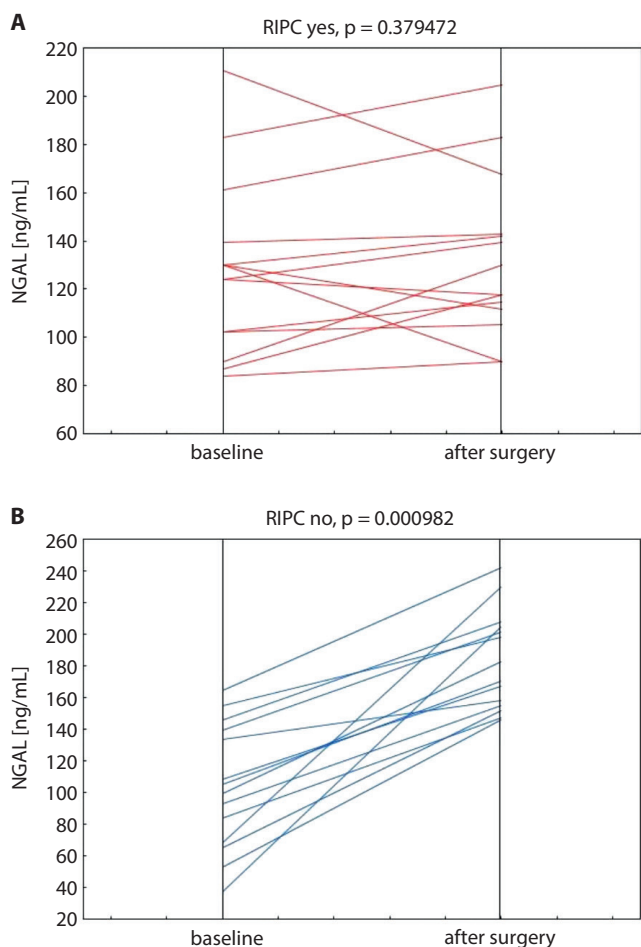 A
RIPC yes, p = 0.379472
NGAL [ng/mL]
220
220
180
160
140
120
100
80
60
baseline after surgery
B
RIPC no, p = 0.000982
NGAL [ng/mL]
260
240
220
200
180
160
140
120
100
80
60
40
20
baseline after surgery